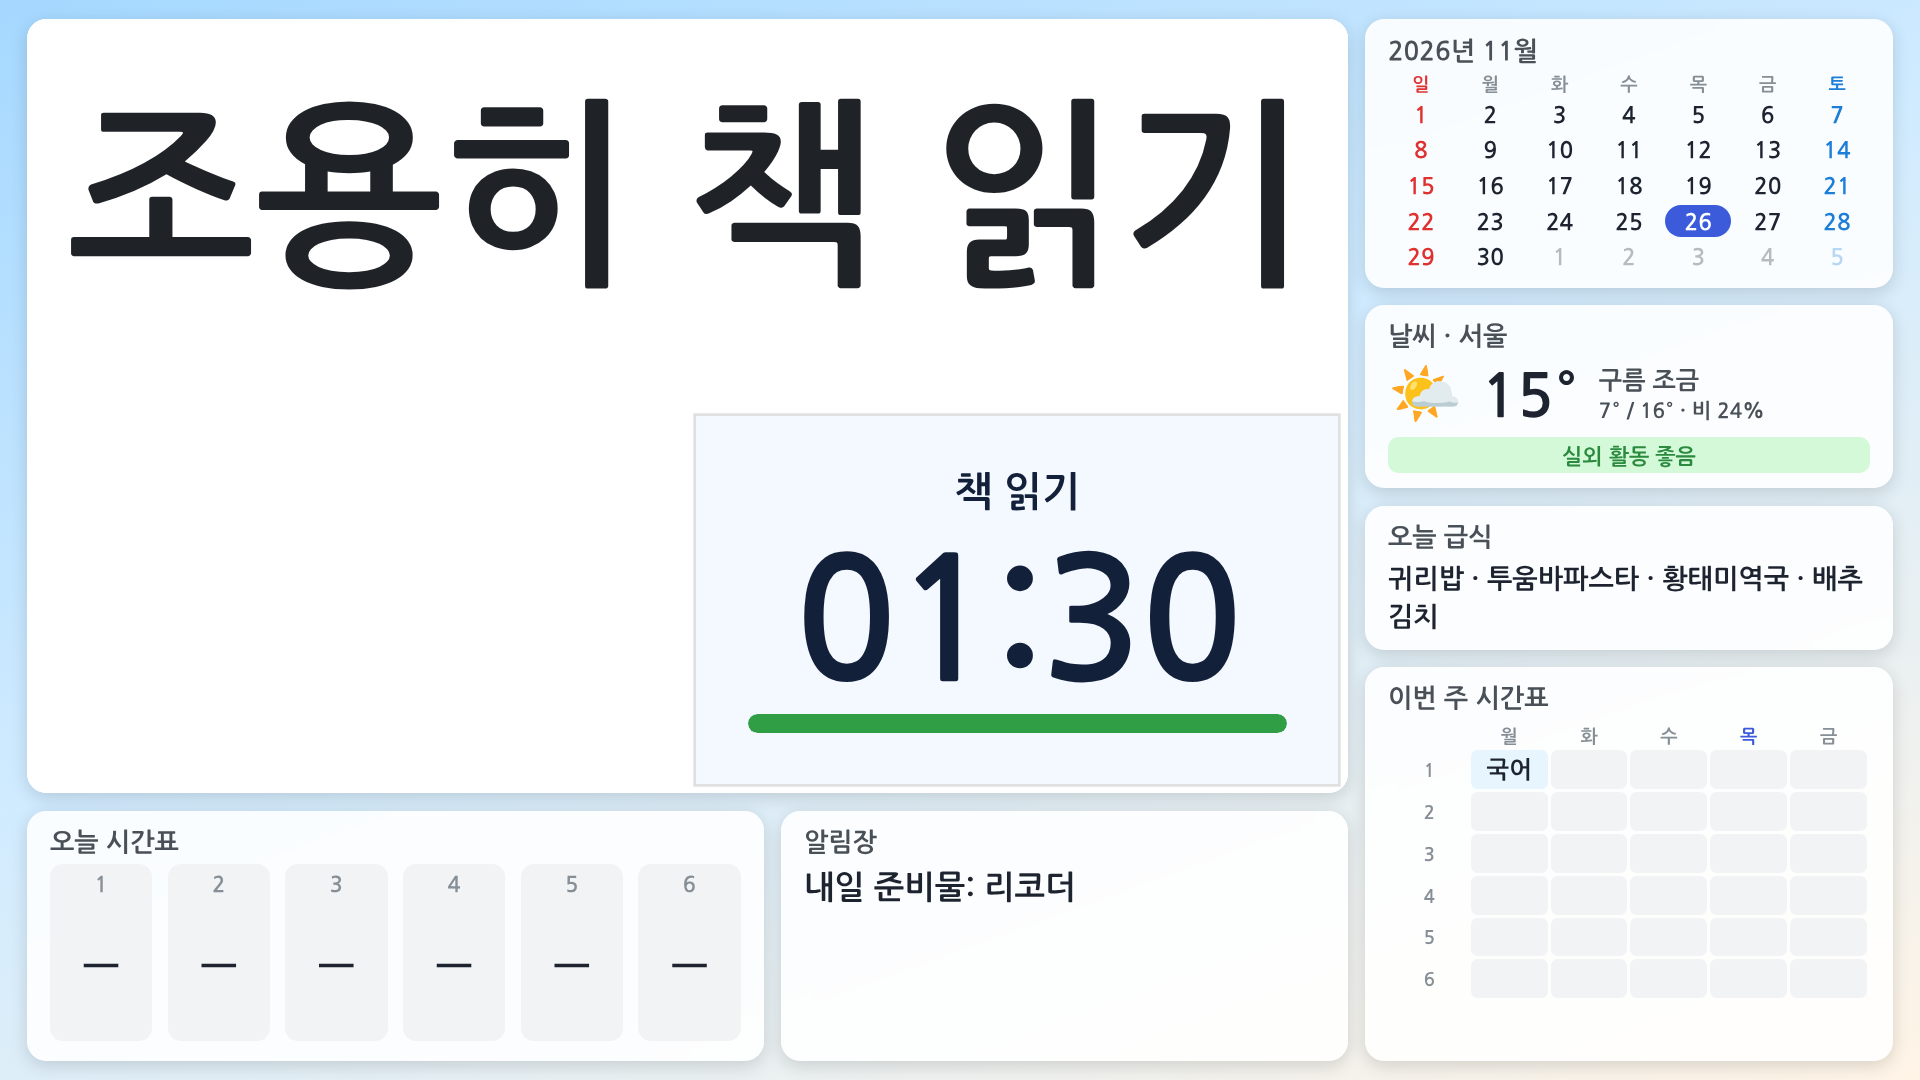 조용히 책 읽기
책 읽기
01:30
2026년 11월
일 월 화 수 목 금 토
1 2 3 4 5 6 7
8 9 10 11 12 13 14
15 16 17 18 19 20 21
22 23 24 25 26 27 28
29 30 1 2 3 4 5
날씨 · 서울
15°
구름 조금
7° / 16° · 비 24%
실외 활동 좋음
오늘 급식
귀리밥 · 투움바파스타 · 황태미역국 · 배추
김치
이번 주 시간표
월 화 수 목 금
1 국어
2
3
4
5
6
오늘 시간표
1 2 3 4 5 6
— — — — — —
알림장
내일 준비물: 리코더